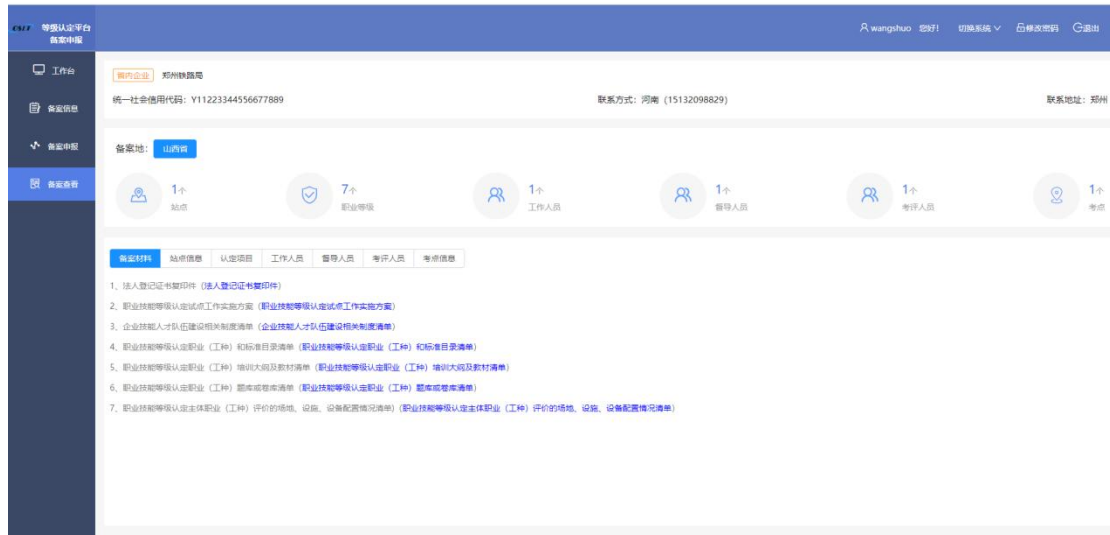 CSLT 等级认定平台
备案申报
wangshuo 您好！ 切换系统 修改密码 退出
工作台
备案信息
备案申报
备案查看
省内企业 郑州铁路局
统一社会信用代码：Y11223344556677889 联系方式：河南（15132098829） 联系地址：郑州
备案地： 山西省
1个 7个 1个 1个 1个 1个
站点 职业等级 工作人员 督导人员 考评人员 考点
备案材料 站点信息 认定项目 工作人员 督导人员 考评人员 考点信息
1、法人登记证书复印件（法人登记证书复印件）
2、职业技能等级认定试点工作实施方案（职业技能等级认定试点工作实施方案）
3、企业技能人才队伍建设相关制度清单（企业技能人才队伍建设相关制度清单）
4、职业技能等级认定职业（工种）和标准目录清单（职业技能等级认定职业（工种）和标准目录清单）
5、职业技能等级认定职业（工种）培训大纲及教材清单（职业技能等级认定职业（工种）培训大纲及教材清单）
6、职业技能等级认定职业（工种）题库或卷库清单（职业技能等级认定职业（工种）题库或卷库清单）
7、职业技能等级认定主体职业（工种）评价的场地、设施、设备配置情况清单)（职业技能等级认定主体职业（工种）评价的场地、设施、设备配置情况清单）